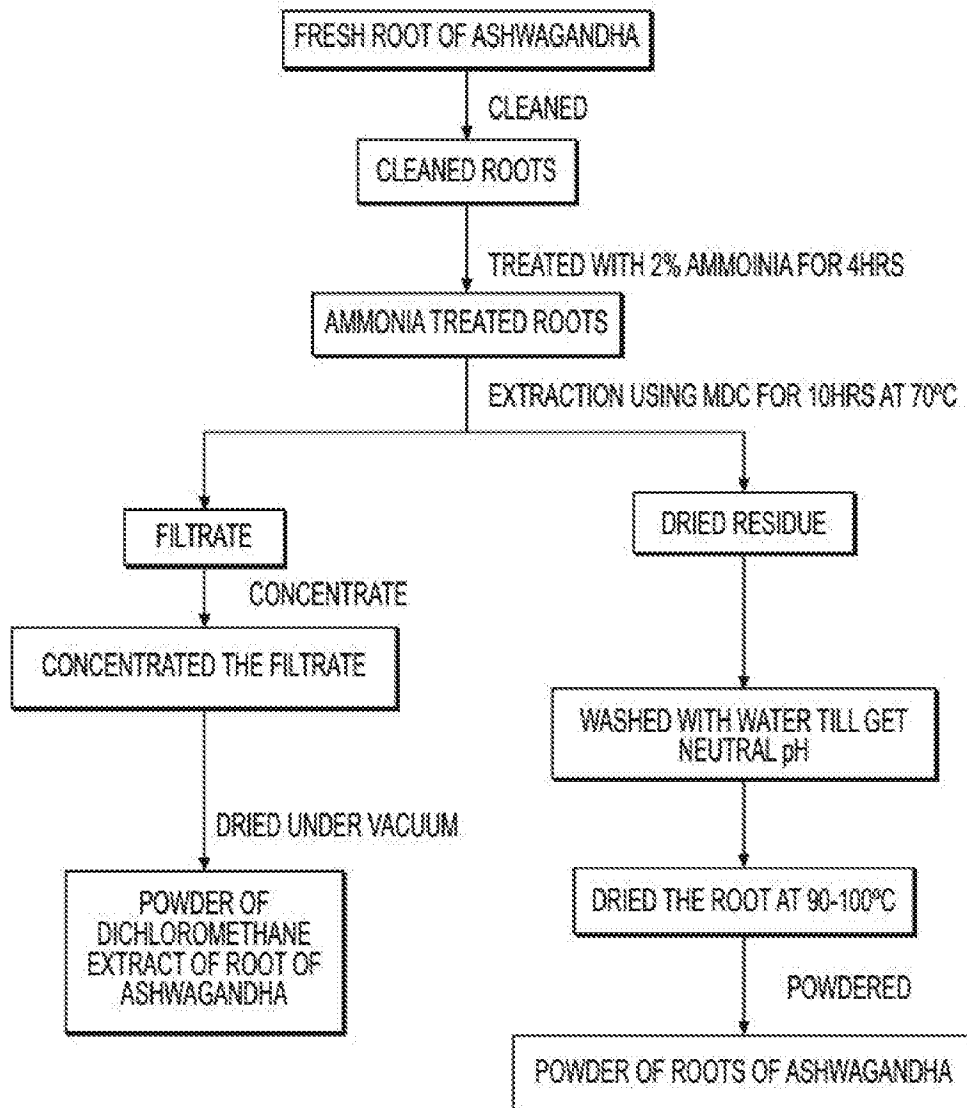 FRESH ROOT OF ASHWAGANDHA
CLEANED
CLEANED ROOTS
TREATED WITH 2% AMMOINIA FOR 4HRS
AMMONIA TREATED ROOTS
EXTRACTION USING MDC FOR 10HRS AT 70ºC
FILTRATE
DRIED RESIDUE
CONCENTRATE
CONCENTRATED THE FILTRATE
WASHED WITH WATER TILL GET
NEUTRAL pH
DRIED UNDER VACUUM
POWDER OF
DICHLOROMETHANE
EXTRACT OF ROOT OF
ASHWAGANDHA
DRIED THE ROOT AT 90-100ºC
POWDERED
POWDER OF ROOTS OF ASHWAGANDHA